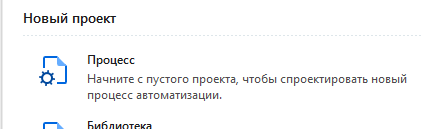 Новый проект
Процесс
Начните с пустого проекта, чтобы спроектировать новый
процесс автоматизации.
Библиотека